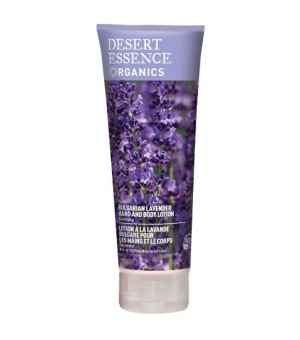 DESERT
ESSENCE
ORGANICS
BULGARIAN LAVENDER
HAND AND BODY LOTION
LOTION À LA LAVANDE
BULGARE POUR
LES MAINS ET LE CORPS